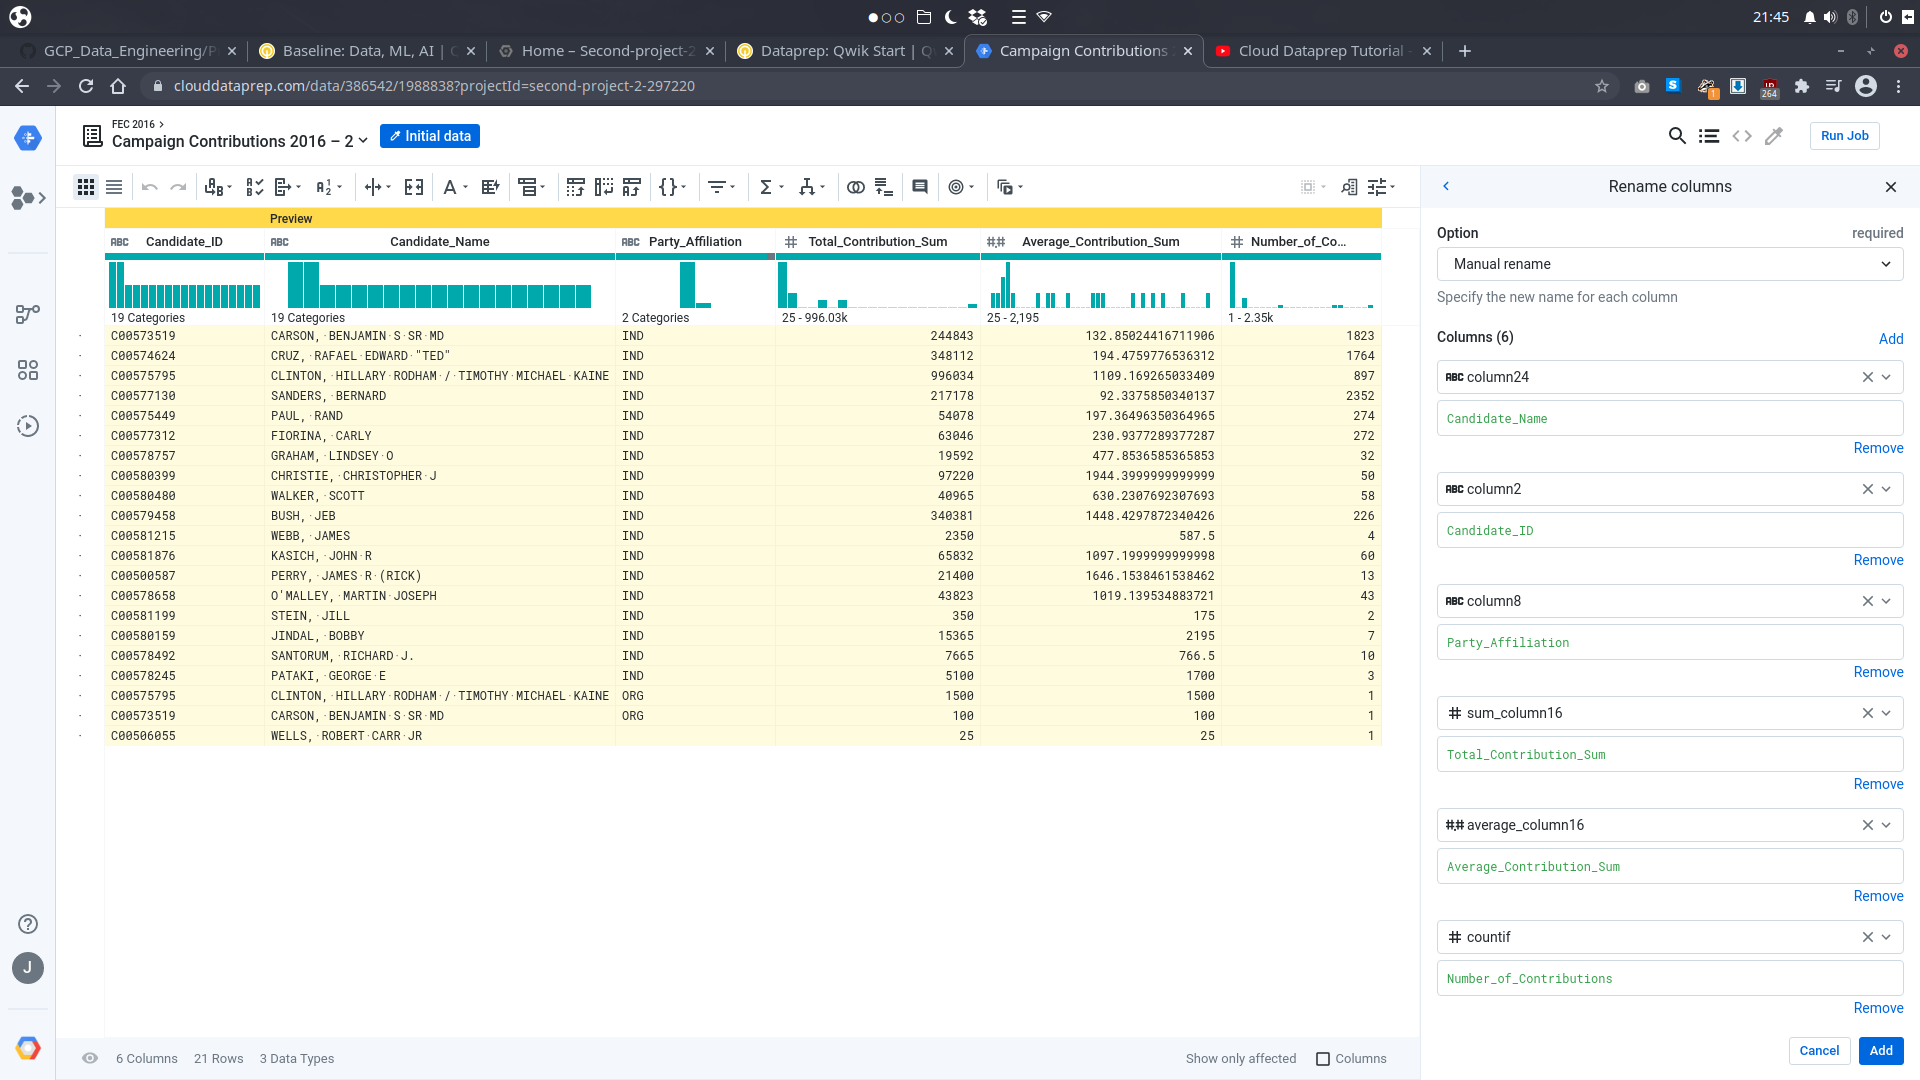 21:45
GCP_Data_Engineering/P
Baseline: Data, ML, AI |
Home – Second-project-2
Dataprep: Qwik Start |
Campaign Contributions
Cloud Dataprep Tutorial
clouddataprep.com/data/386542/1988838?projectId=second-project-2-297220
1
264
FEC 2016
Campaign Contributions 2016 – 2
Initial data
Run Job
Rename columns
Preview
ABC Candidate_ID
ABC Candidate_Name
ABC Party_Affiliation
# Total_Contribution_Sum
#.# Average_Contribution_Sum
# Number_of_Co...
19 Categories
19 Categories
2 Categories
25 - 996.03k
25 - 2,195
1 - 2.35k
C00573519 CARSON, BENJAMIN S SR MD IND 244843 132.85024416711906 1823
C00574624 CRUZ, RAFAEL EDWARD "TED" IND 348112 194.4759776536312 1764
C00575795 CLINTON, HILLARY RODHAM / TIMOTHY MICHAEL KAINE IND 996034 1109.169265033409 897
C00577130 SANDERS, BERNARD IND 217178 92.3375850340137 2352
C00575449 PAUL, RAND IND 54078 197.36496350364965 274
C00577312 FIORINA, CARLY IND 63046 230.9377289377287 272
C00578757 GRAHAM, LINDSEY O IND 19592 477.8536585365853 32
C00580399 CHRISTIE, CHRISTOPHER J IND 97220 1944.3999999999999 50
C00580480 WALKER, SCOTT IND 40965 630.2307692307693 58
C00579458 BUSH, JEB IND 340381 1448.4297872340426 226
C00581215 WEBB, JAMES IND 2350 587.5 4
C00581876 KASICH, JOHN R IND 65832 1097.1999999999998 60
C00500587 PERRY, JAMES R (RICK) IND 21400 1646.1538461538462 13
C00578658 O'MALLEY, MARTIN JOSEPH IND 43823 1019.139534883721 43
C00581199 STEIN, JILL IND 350 175 2
C00580159 JINDAL, BOBBY IND 15365 2195 7
C00578492 SANTORUM, RICHARD J. IND 7665 766.5 10
C00578245 PATAKI, GEORGE E IND 5100 1700 3
C00575795 CLINTON, HILLARY RODHAM / TIMOTHY MICHAEL KAINE ORG 1500 1500 1
C00573519 CARSON, BENJAMIN S SR MD ORG 100 100 1
C00506055 WELLS, ROBERT CARR JR 25 25 1
Option required
Manual rename
Specify the new name for each column
Columns (6)
Add
ABC column24
Candidate_Name
Remove
ABC column2
Candidate_ID
Remove
ABC column8
Party_Affiliation
Remove
# sum_column16
Total_Contribution_Sum
Remove
#.# average_column16
Average_Contribution_Sum
Remove
# countif
Number_of_Contributions
Remove
Cancel
Add
J
6 Columns 21 Rows 3 Data Types
Show only affected Columns